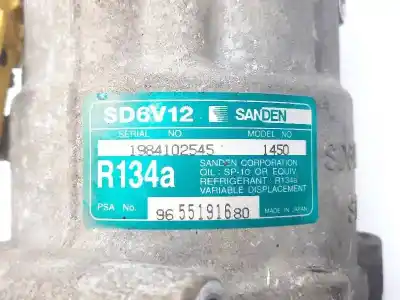 SD6V12 SANDEN
SERIAL NO. MODEL NO
1984102545 1450
R134a
SANDEN CORPORATION
OIL: SP-10 OR EQUIV.
REFRIGERANT: R134a
VARIABLE DISPLACEMENT
PSA No. 96 551916 80
MADE IN JAPAN